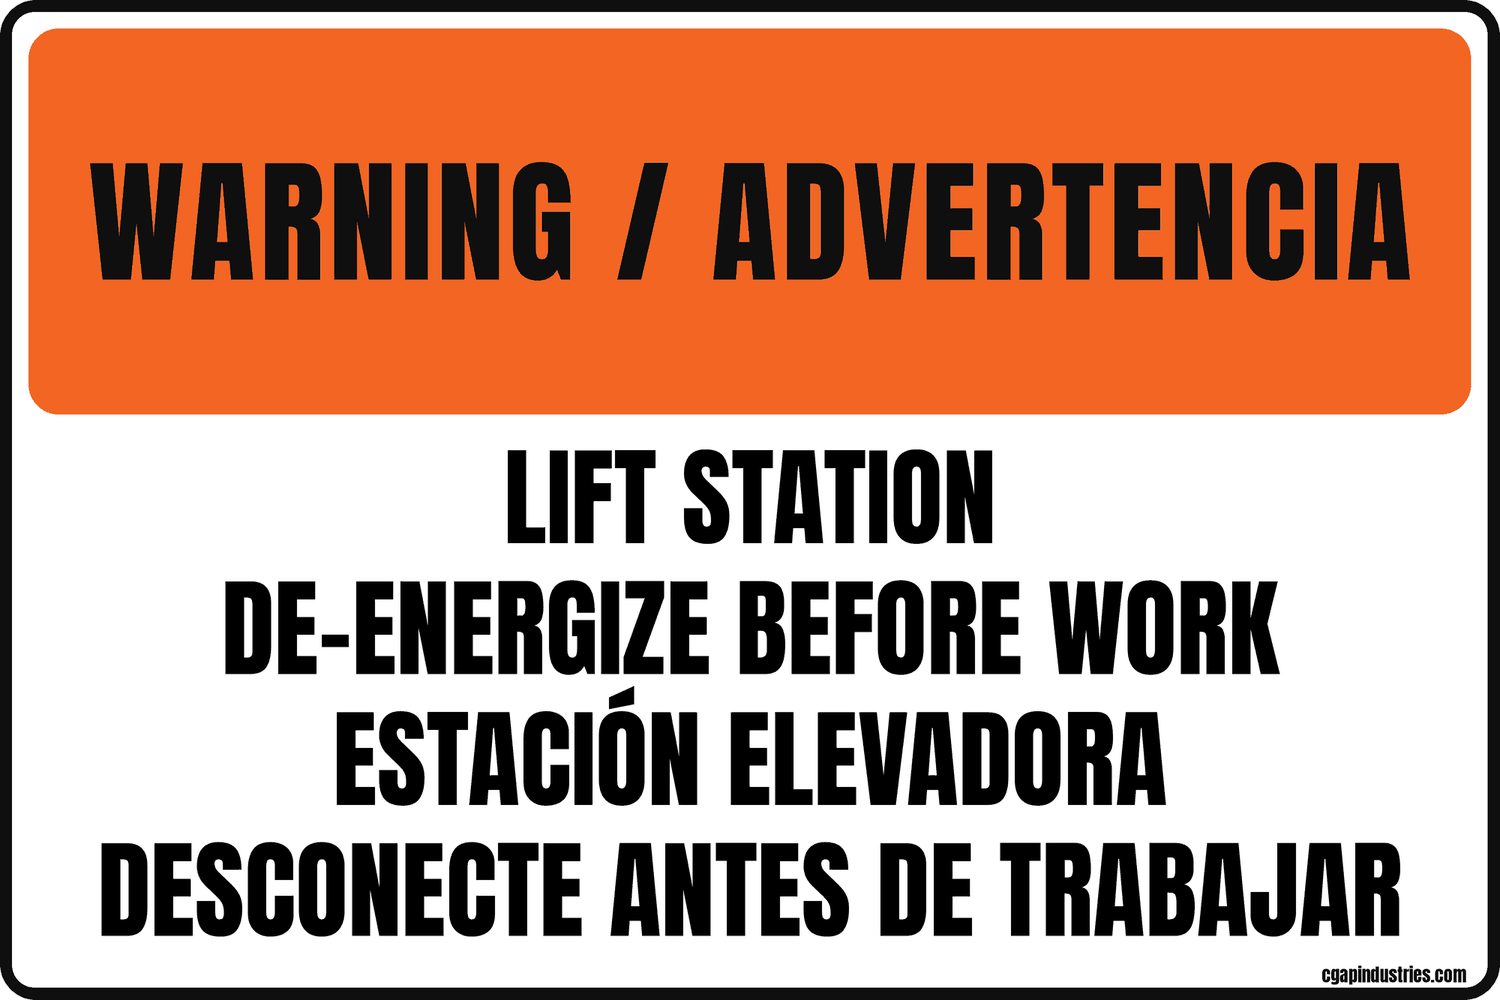 WARNING / ADVERTENCIA
LIFT STATION
DE-ENERGIZE BEFORE WORK
ESTACIÓN ELEVADORA
DESCONECTE ANTES DE TRABAJAR
cgapindustries.com